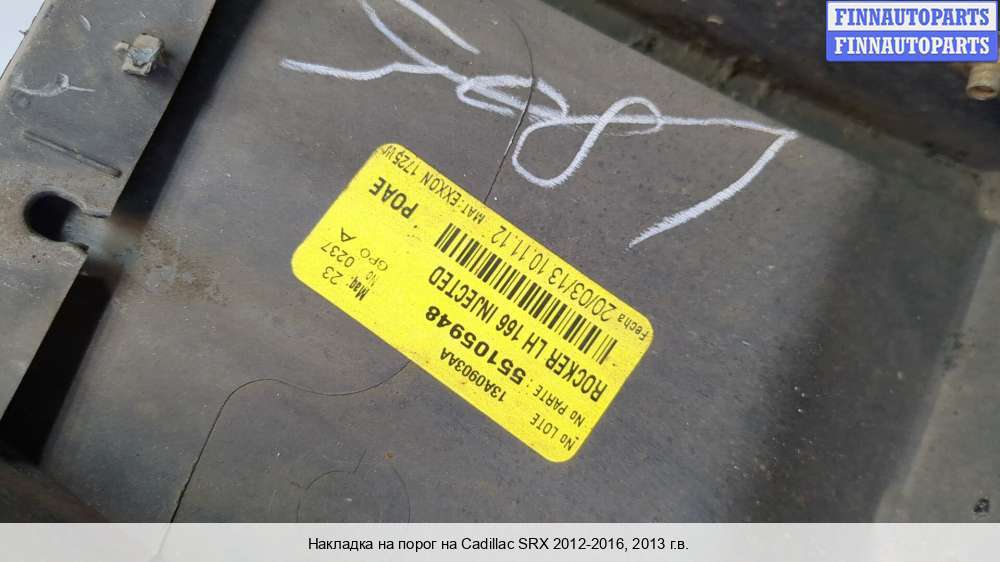 FINNAUTOPARTS
FINNAUTOPARTS
No LOTE 13A0903AA
No PARTE : 55105948
ROCKER LH 166 INJECTED
Fecha 20/03/13 10.11.12 MAT:EXXON 1725
Maq: 23
No 0237
GPO A
POAE
Накладка на порог на Cadillac SRX 2012-2016, 2013 г.в.